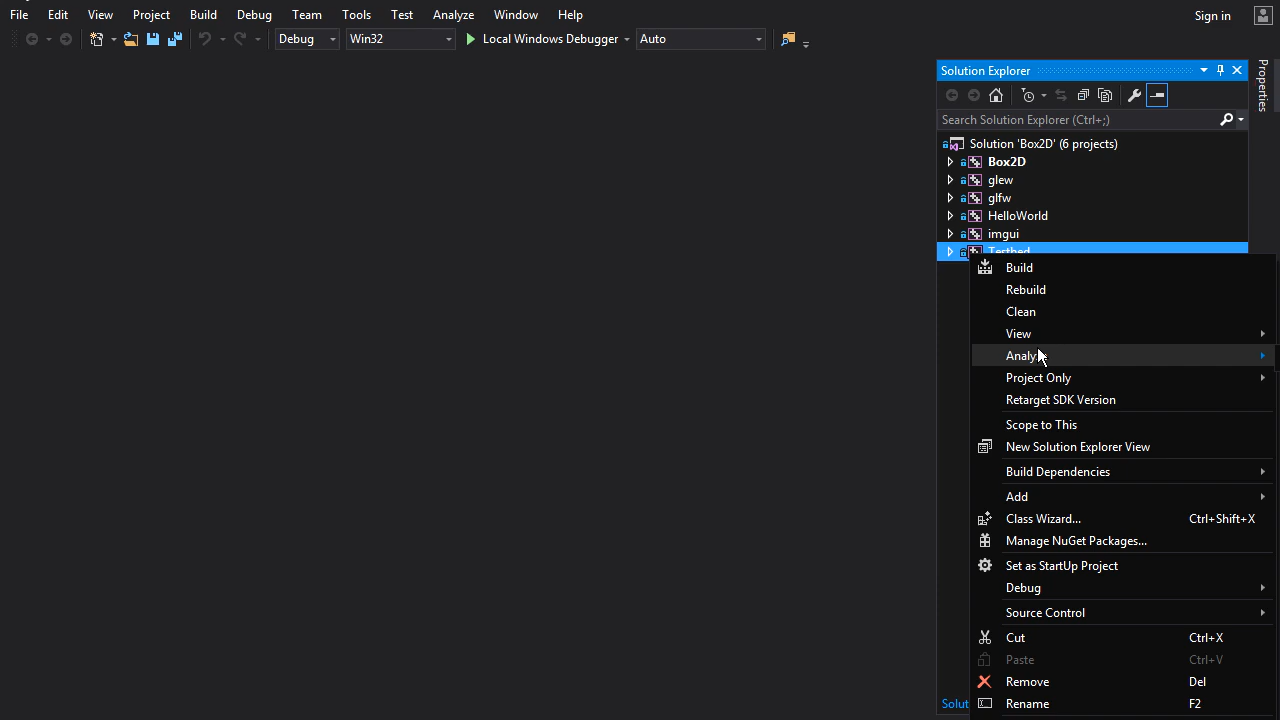 File Edit View Project Build Debug Team Tools Test Analyze Window Help Sign in
Debug Win32 Local Windows Debugger Auto
Solution Explorer
Properties
Search Solution Explorer (Ctrl+;)
Solution 'Box2D' (6 projects)
Box2D
glew
glfw
HelloWorld
imgui
Testbed
Build
Rebuild
Clean
View
Analyze
Project Only
Retarget SDK Version
Scope to This
New Solution Explorer View
Build Dependencies
Add
Class Wizard... Ctrl+Shift+X
Manage NuGet Packages...
Set as StartUp Project
Debug
Source Control
Cut Ctrl+X
Paste Ctrl+V
Remove Del
Solut
Rename F2